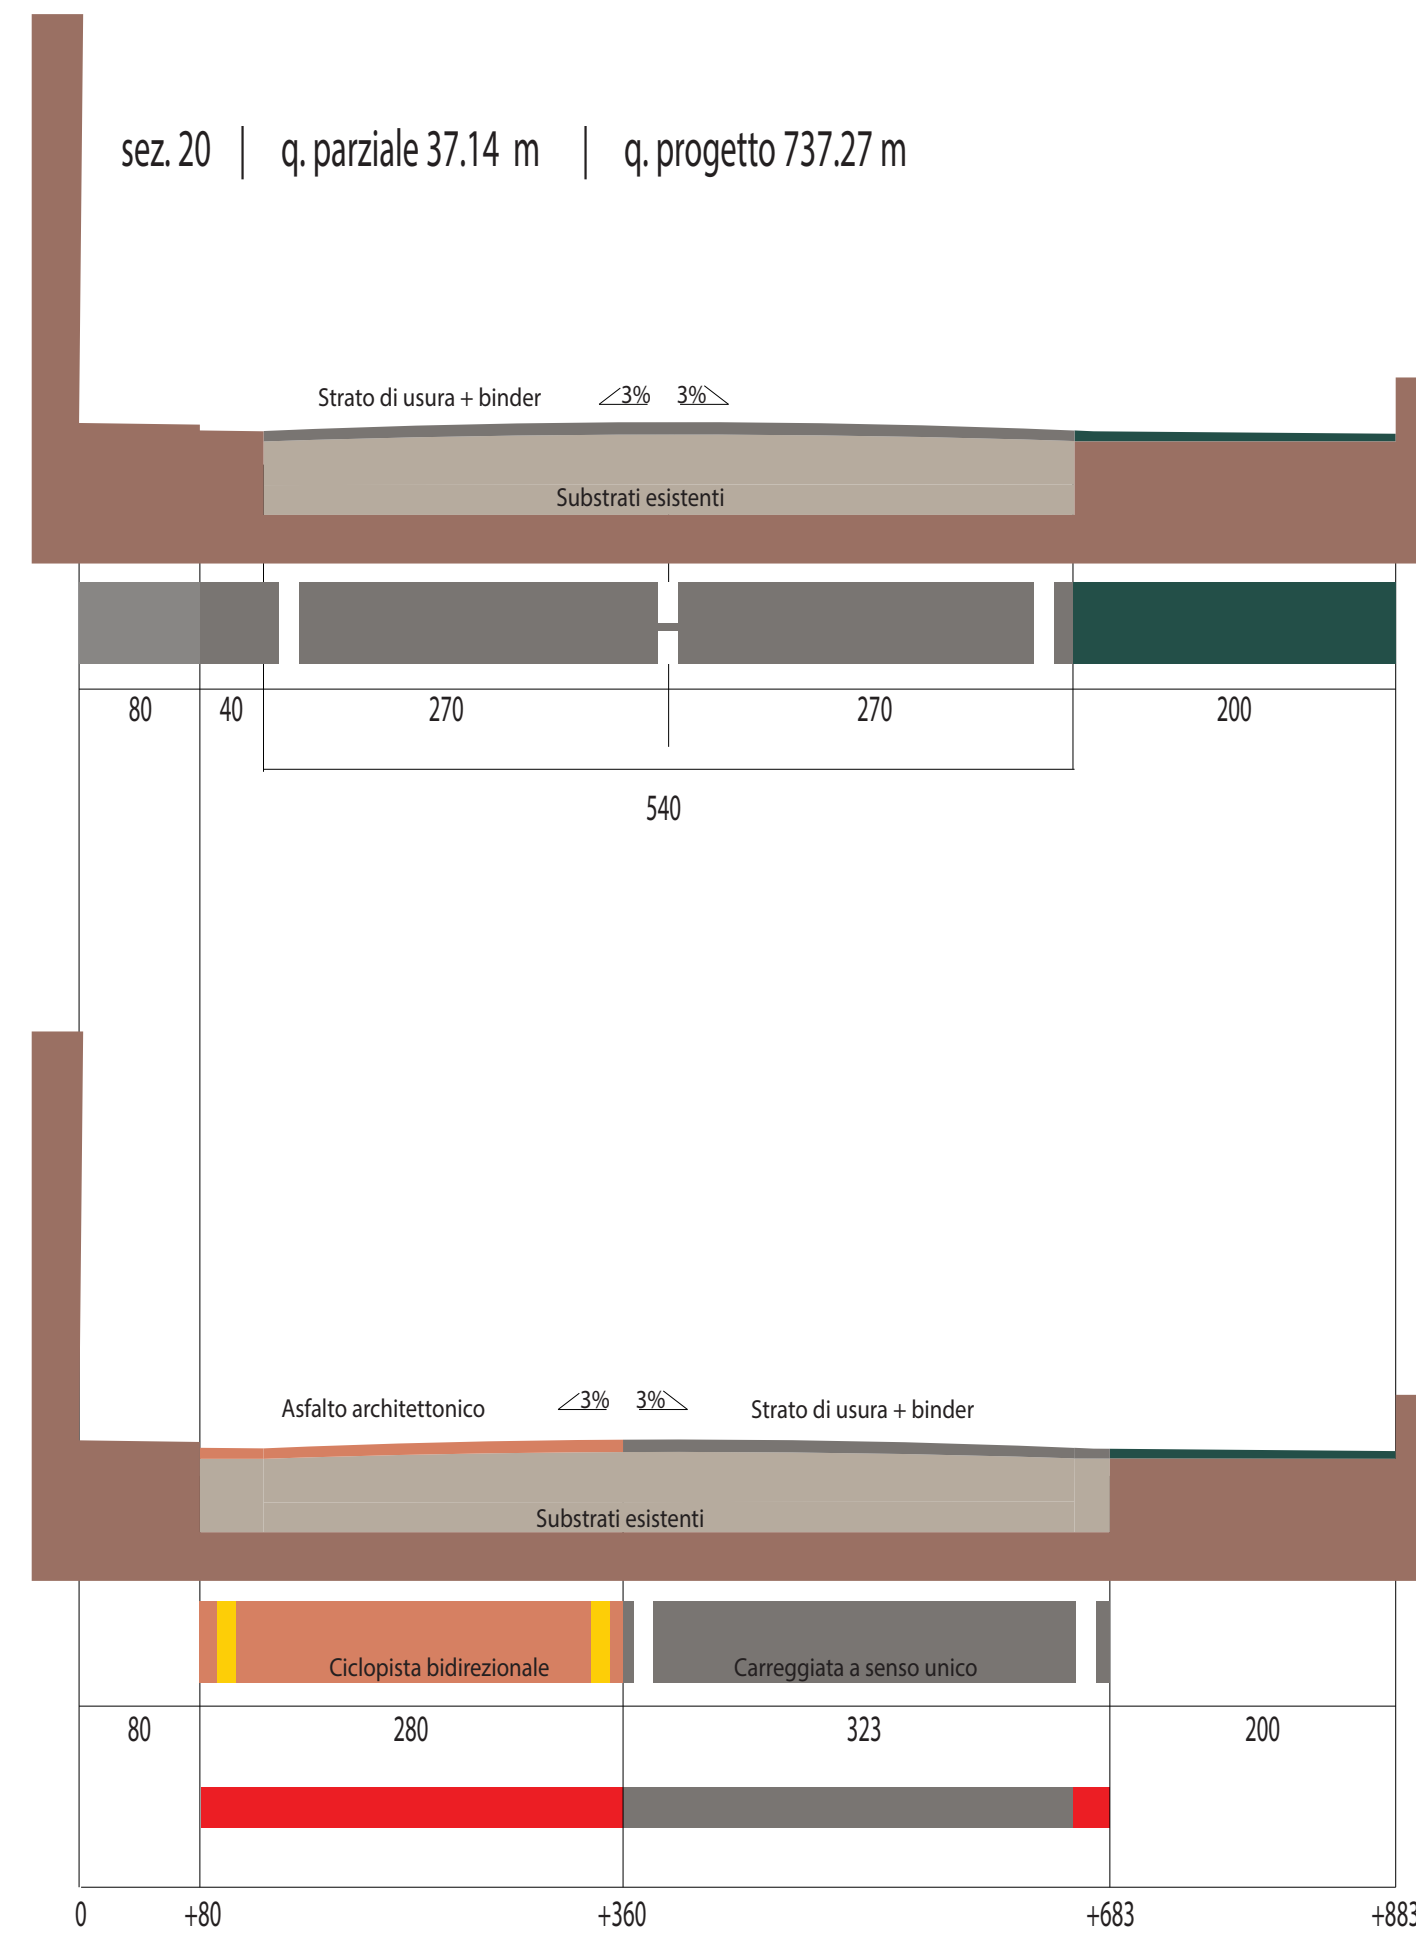 sez. 20 | q. parziale 37.14 m | q. progetto 737.27 m
Strato di usura + binder 3% 3%
Substrati esistenti
80 40 270 270 200
540
Asfalto architettonico 3% 3% Strato di usura + binder
Substrati esistenti
Ciclopista bidirezionale Carreggiata a senso unico
80 280 323 200
0 +80 +360 +683 +883